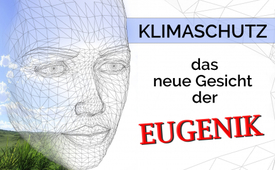 KLIMASCHUTZ
das
neue Gesicht
der
EUGENIK